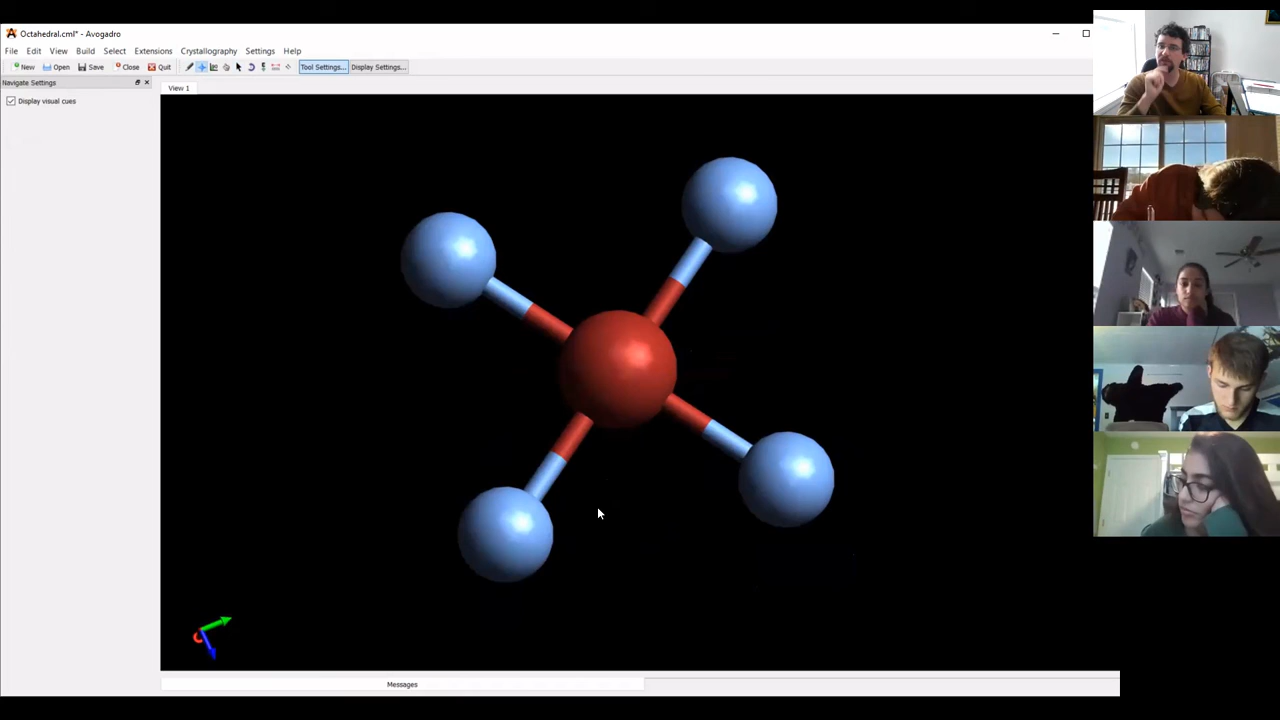 Octahedral.cml* - Avogadro
File Edit View Build Select Extensions Crystallography Settings Help
New Open Save Close Quit Tool Settings... Display Settings...
Navigate Settings
View 1
Display visual cues
Messages